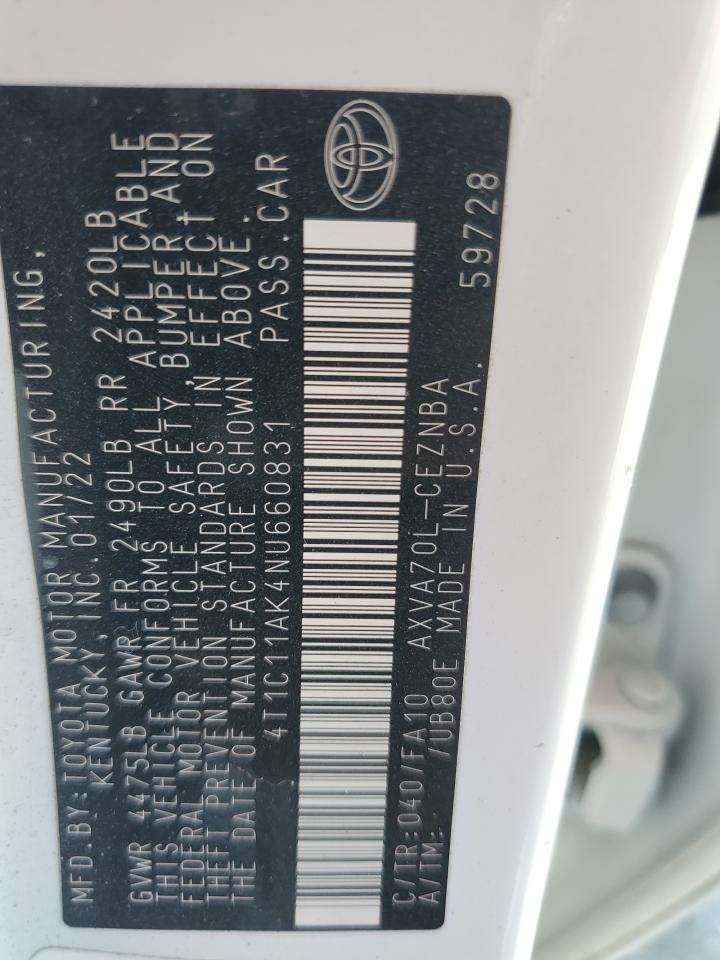 MFD.BY:TOYOTA MOTOR MANUFACTURING,
KENTUCKY, INC 01/22
GVWR 4475LB GAWR FR 2490LB RR 2420LB
THIS VEHICLE CONFORMS TO ALL APPLICABLE
FEDERAL MOTOR VEHICLE SAFETY, BUMPER, AND
THEFT PREVENTION STANDARDS IN EFFECT ON
THE DATE OF MANUFACTURE SHOWN ABOVE.
4T1C11AK4NU660831 PASS.CAR
C/TR:040/FA10 AXVA70L-CEZNBA 59728
A/TM: /UB80E MADE IN U.S.A.